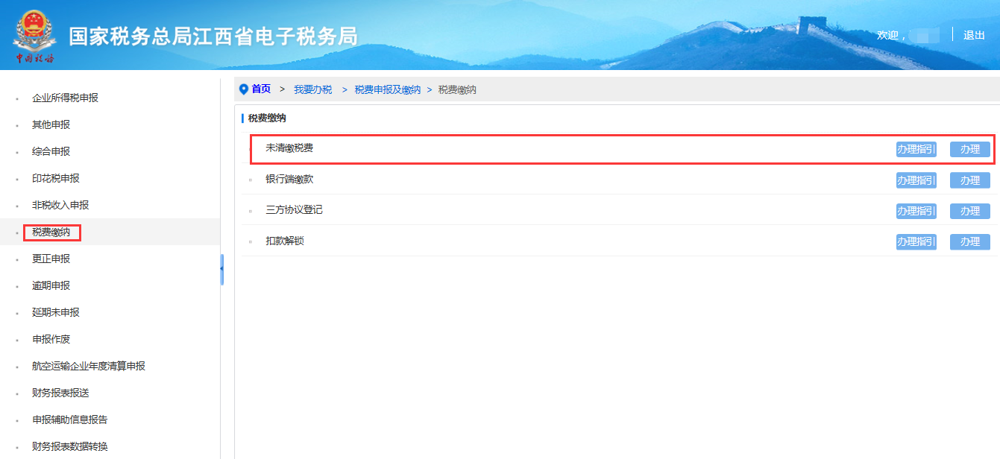 国家税务总局江西省电子税务局
中国税务
欢迎，
退出
企业所得税申报
其他申报
综合申报
印花税申报
非税收入申报
税费缴纳
更正申报
逾期申报
延期未申报
申报作废
航空运输企业年度清算申报
财务报表报送
申报辅助信息报告
财务报表数据转换
首页 > 我要办税 > 税费申报及缴纳 > 税费缴纳
税费缴纳
未清缴税费 办理指引 办理
银行端缴款 办理指引 办理
三方协议登记 办理指引 办理
扣款解锁 办理指引 办理